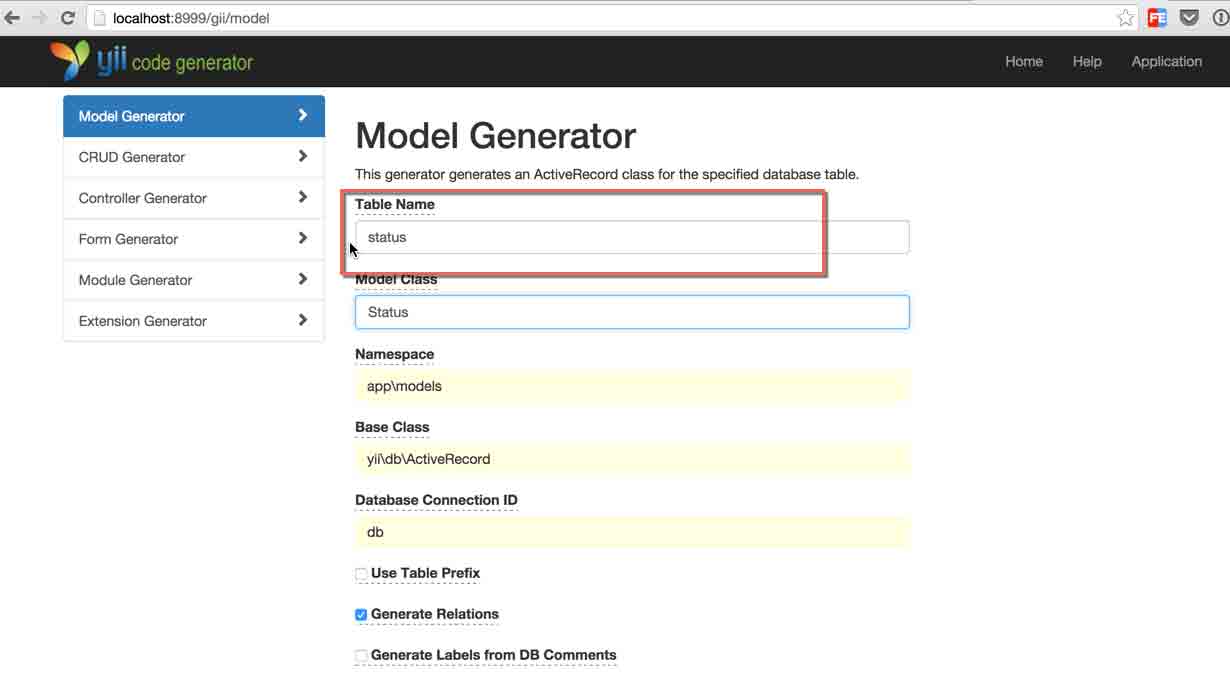 localhost:8999/gii/model
FE
yii code generator
Home Help Application
Model Generator
CRUD Generator
Controller Generator
Form Generator
Module Generator
Extension Generator
Model Generator
This generator generates an ActiveRecord class for the specified database table.
Table Name
status
Model Class
Status
Namespace
app\models
Base Class
yii\db\ActiveRecord
Database Connection ID
db
Use Table Prefix
Generate Relations
Generate Labels from DB Comments